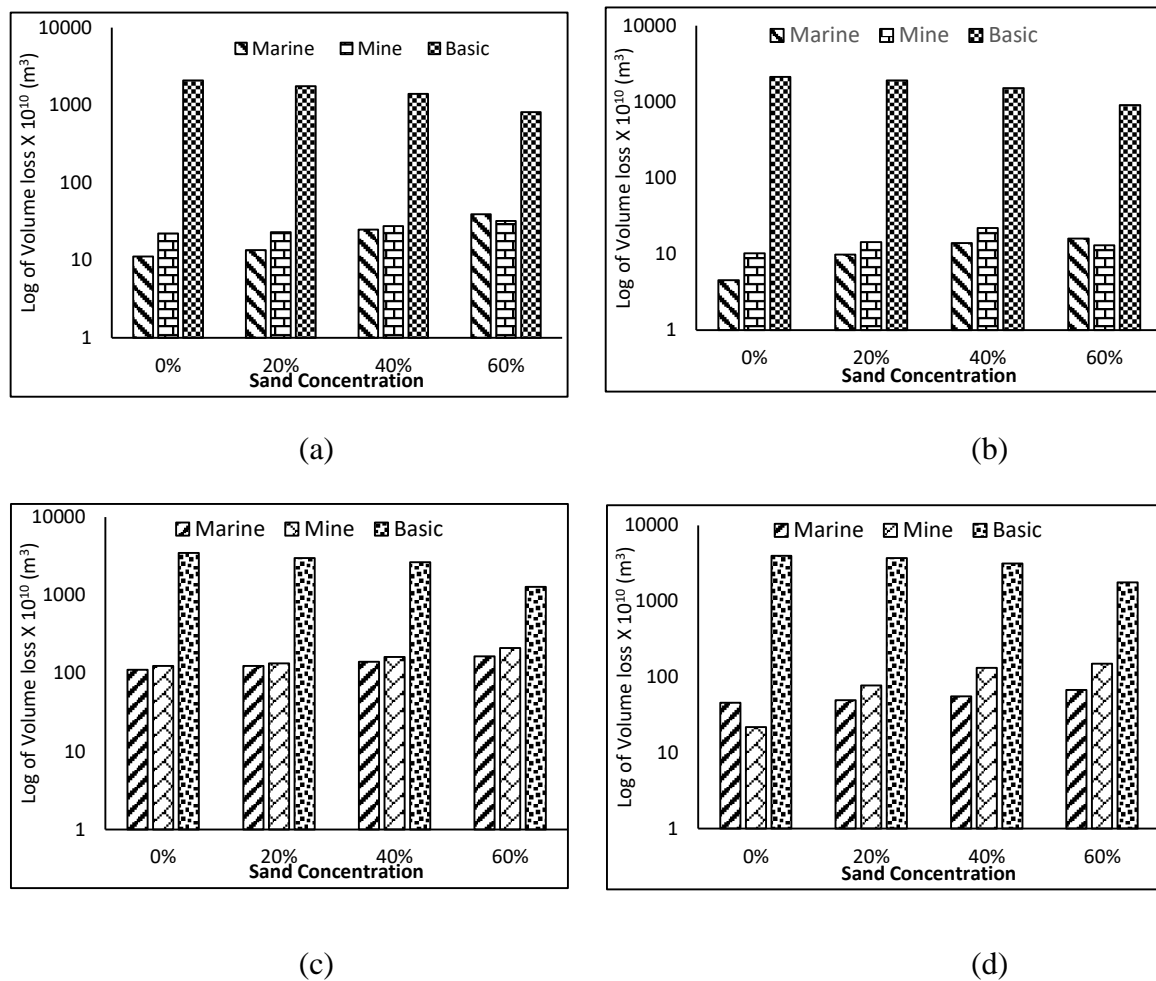 Log of Volume loss X 10¹⁰ (m³)
10000
1000
100
10
1
Marine Mine Basic
0% 20% 40% 60%
Sand Concentration
(a)
Log of Volume loss X 10¹⁰ (m³)
10000
1000
100
10
1
Marine Mine Basic
0% 20% 40% 60%
Sand Concentration
(b)
Log of Volume loss X 10¹⁰ (m³)
10000
1000
100
10
1
Marine Mine Basic
0% 20% 40% 60%
Sand Concentration
(c)
Log of Volume loss X 10¹⁰ (m³)
10000
1000
100
10
1
Marine Mine Basic
0% 20% 40% 60%
Sand Concentration
(d)